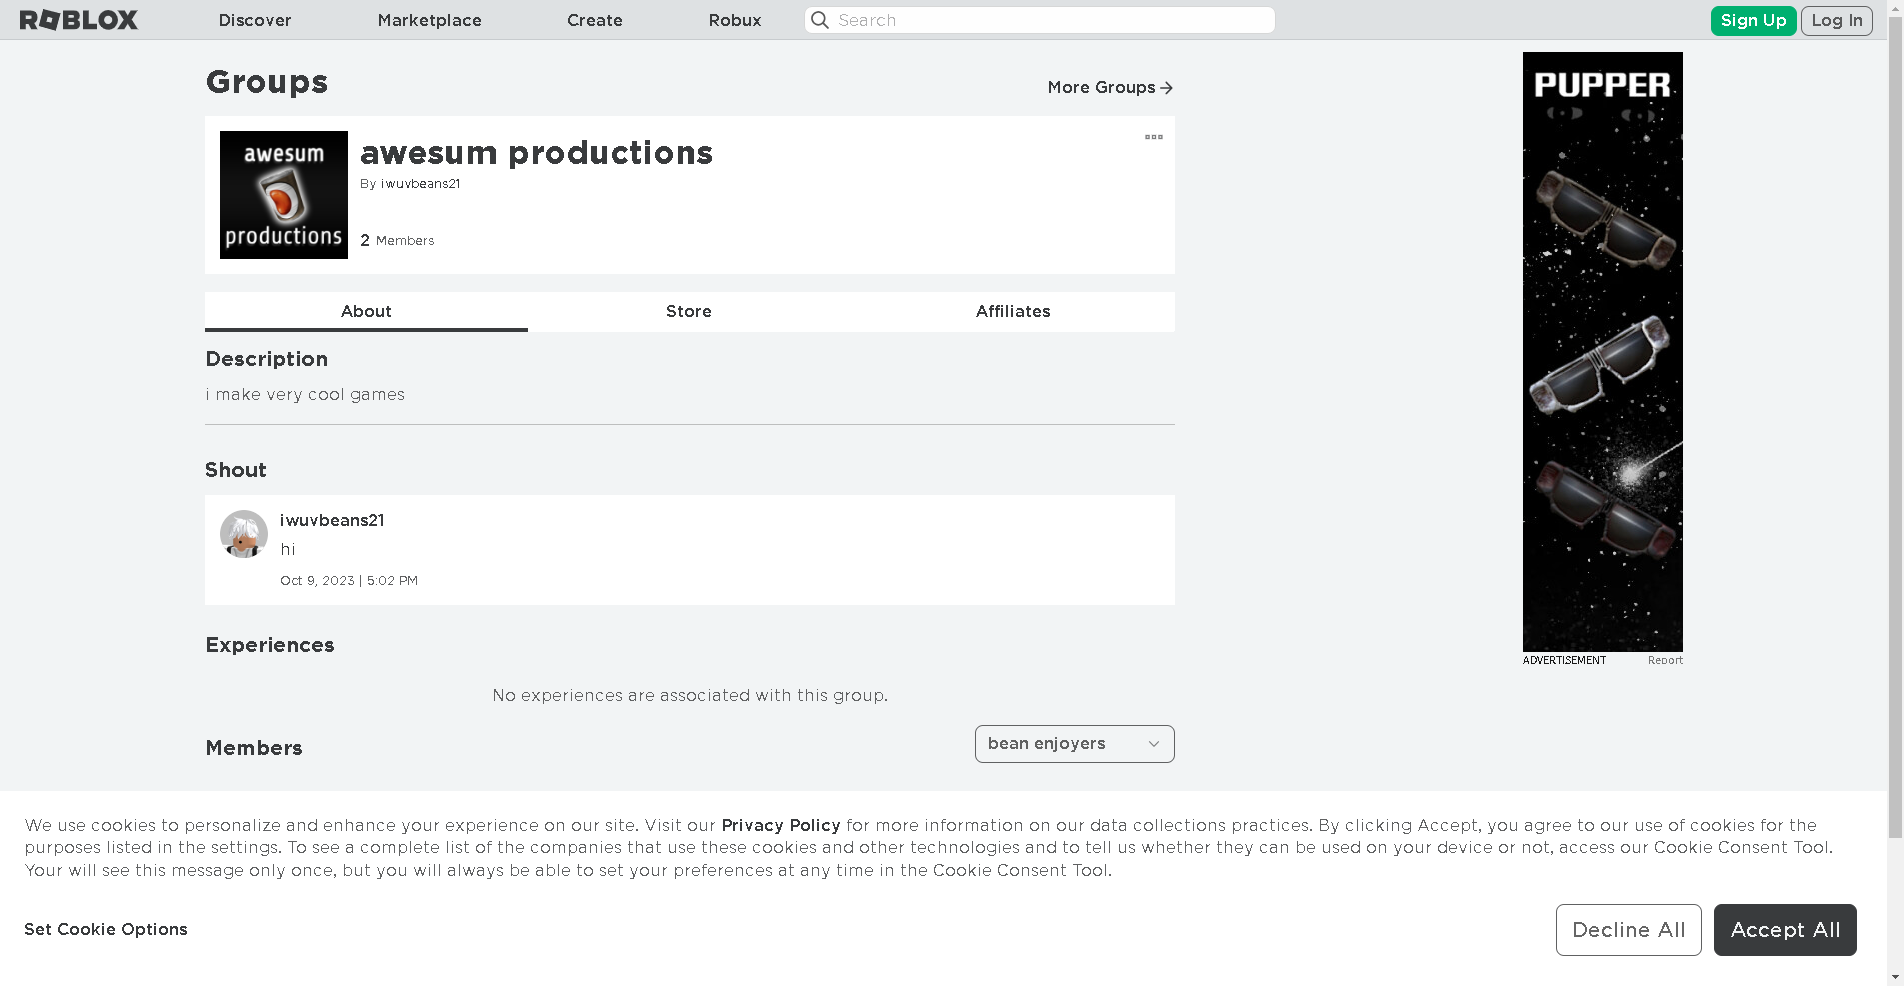 ROBLOX Discover Marketplace Create Robux Search Sign Up Log In
Groups
More Groups
awesum
productions
awesum productions
By iwuvbeans21
2 Members
About Store Affiliates
Description
i make very cool games
Shout
iwuvbeans21
hi
Oct 9, 2023 | 5:02 PM
Experiences
No experiences are associated with this group.
Members
bean enjoyers
PUPPER
ADVERTISEMENT Report
We use cookies to personalize and enhance your experience on our site. Visit our Privacy Policy for more information on our data collections practices. By clicking Accept, you agree to our use of cookies for the
purposes listed in the settings. To see a complete list of the companies that use these cookies and other technologies and to tell us whether they can be used on your device or not, access our Cookie Consent Tool.
Your will see this message only once, but you will always be able to set your preferences at any time in the Cookie Consent Tool.
Set Cookie Options
Decline All
Accept All